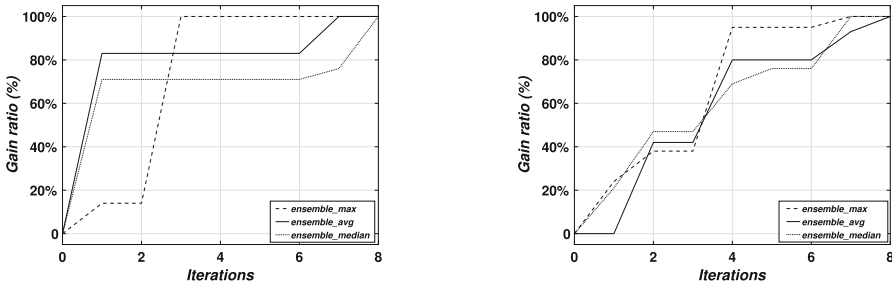 Gain ratio (%)
100%
80%
60%
40%
20%
0
0 2 4 6 8
Iterations
ensemble_max
ensemble_avg
ensemble_median
Gain ratio (%)
100%
80%
60%
40%
20%
0
0 2 4 6 8
Iterations
ensemble_max
ensemble_avg
ensemble_median